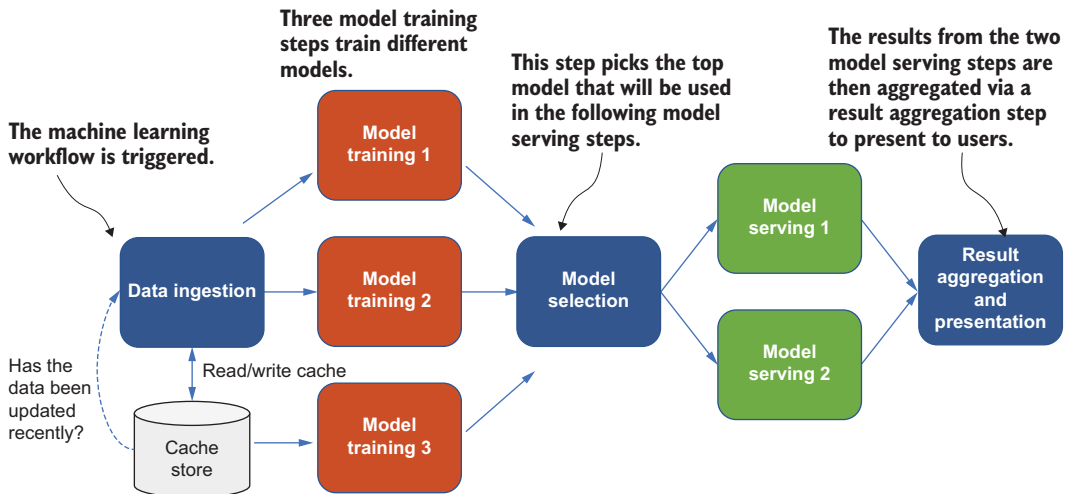 Three model training
steps train different
models.
The results from the two
model serving steps are
then aggregated via a
result aggregation step
to present to users.
This step picks the top
model that will be used
in the following model
serving steps.
The machine learning
workflow is triggered.
Model
training 1
Model
serving 1
Data ingestion
Model
training 2
Model
selection
Result
aggregation
and
presentation
Model
serving 2
Has the
data been
updated
recently?
Read/write cache
Cache
store
Model
training 3